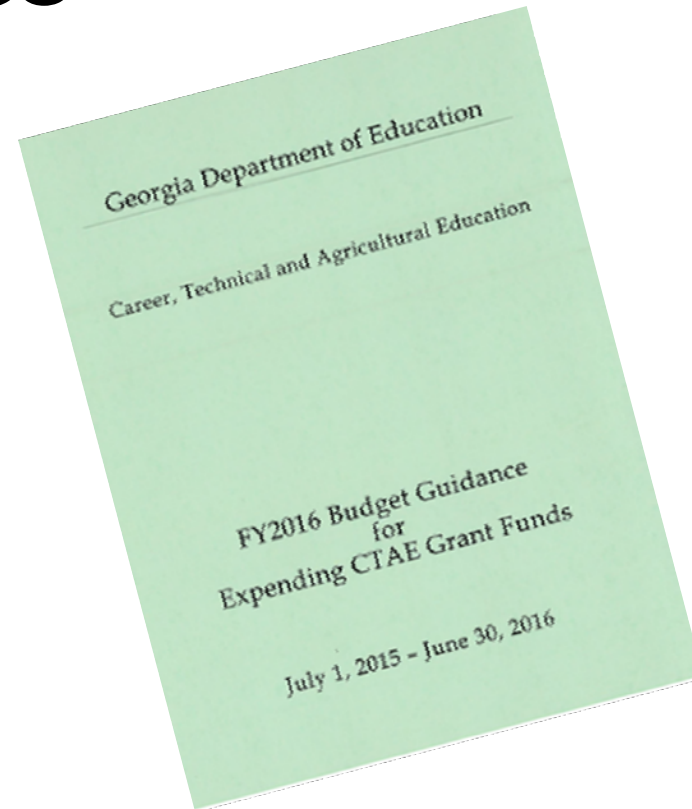 Georgia Department of Education
Career, Technical and Agricultural Education
FY2016 Budget Guidance
for
Expending CTAE Grant Funds
July 1, 2015 – June 30, 2016